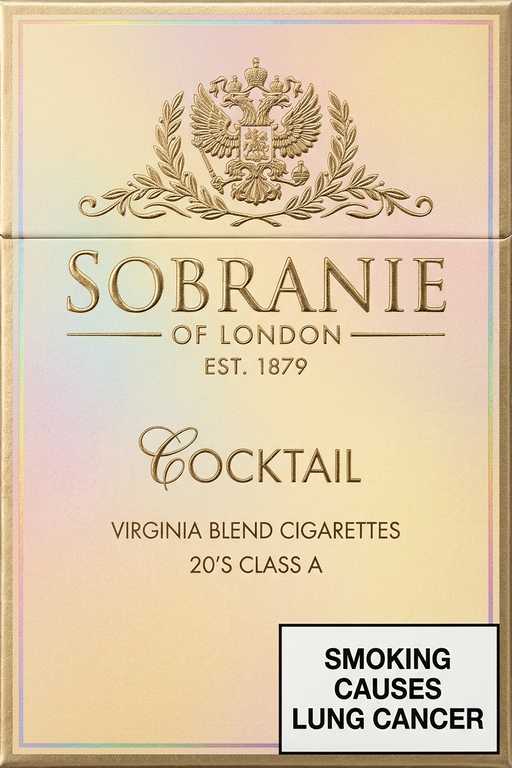 SOBRANIE
OF LONDON
EST. 1879
COCKTAIL
VIRGINIA BLEND CIGARETTES
20'S CLASS A
SMOKING
CAUSES
LUNG CANCER